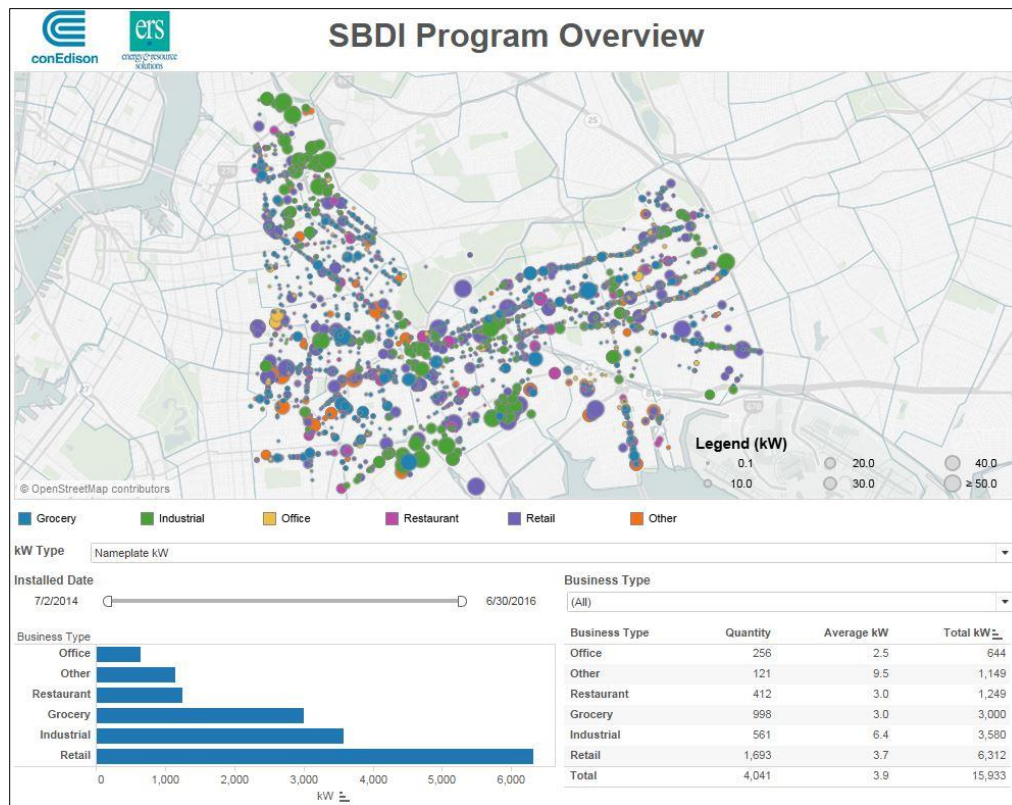 conEdison
ers
energy & resource
solutions
SBDI Program Overview
25
278
27
27
878
Legend (kW)
0.1 20.0 40.0
10.0 30.0 ≥ 50.0
© OpenStreetMap contributors
Grocery Industrial Office Restaurant Retail Other
kW Type Nameplate kW
Installed Date Business Type
7/2/2014 6/30/2016 (All)
Business Type
Office
Other
Restaurant
Grocery
Industrial
Retail
0 1,000 2,000 3,000 4,000 5,000 6,000
kW
Business Type Quantity Average kW Total kW
Office 256 2.5 644
Other 121 9.5 1,149
Restaurant 412 3.0 1,249
Grocery 998 3.0 3,000
Industrial 561 6.4 3,580
Retail 1,693 3.7 6,312
Total 4,041 3.9 15,933